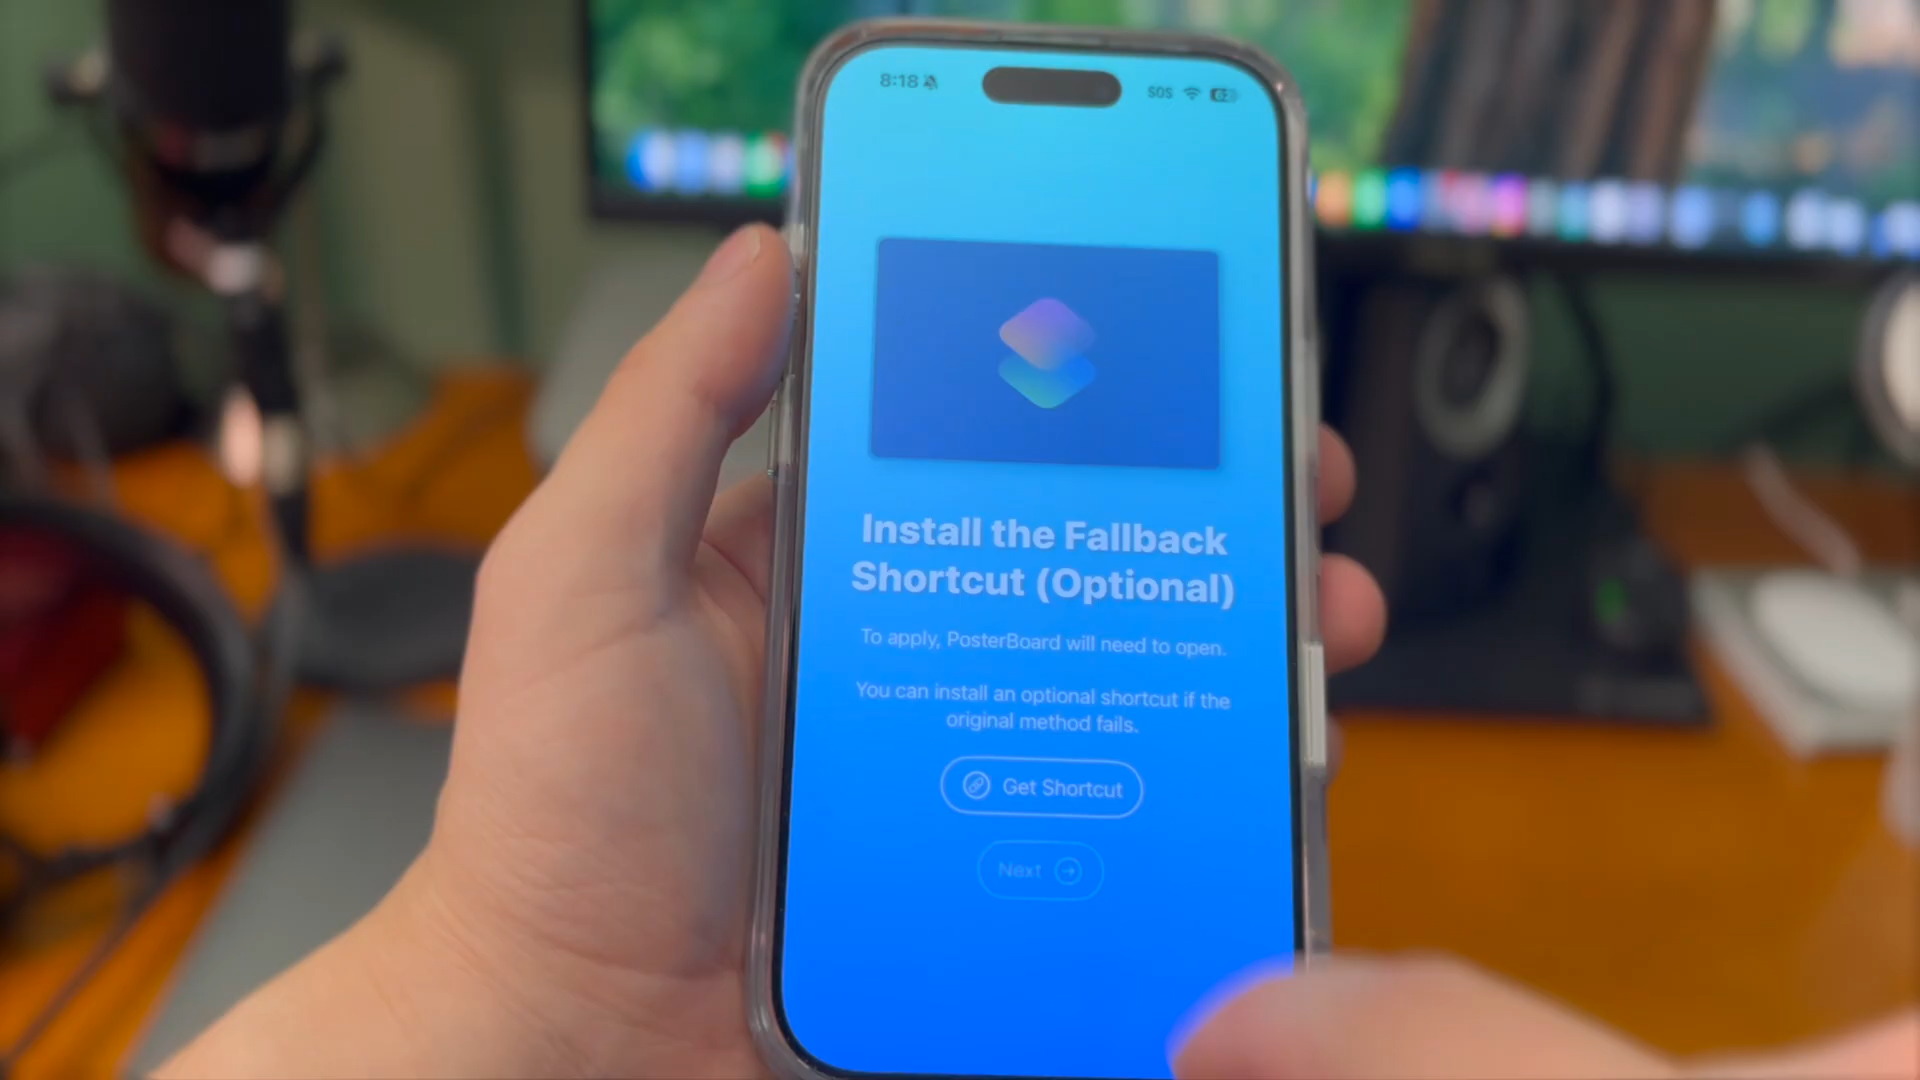 8:18
SOS
62
Install the Fallback
Shortcut (Optional)
To apply, PosterBoard will need to open.
You can install an optional shortcut if the
original method fails.
Get Shortcut
Next